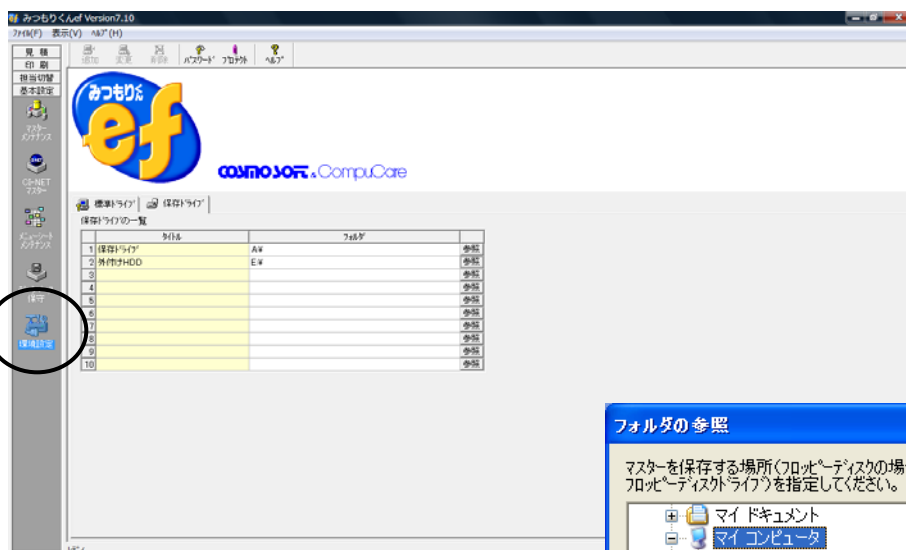 みつもりくんef Version7.10
ﾌｧｲﾙ(F) 表示(V) ﾍﾙﾌﾟ(H)
見 積
印 刷
担当切替
基本設定
追加 変更 削除 ﾊﾟｽﾜｰﾄﾞ ﾌﾟﾛﾃｸﾄ ﾍﾙﾌﾟ
みつもりくん
ef
COSMO SOFT & CompuCare
ﾏｽﾀｰ
ﾒﾝﾃﾅﾝｽ
CII-NET
ﾏｽﾀｰ
ﾒﾆｭｰｼｰﾄ
ﾒﾝﾃﾅﾝｽ
保守
環境設定
標準ﾄﾞﾗｲﾌﾞ 保存ﾄﾞﾗｲﾌﾞ
保存ﾄﾞﾗｲﾌﾞの一覧
ﾀｲﾄﾙ ﾌｫﾙﾀﾞ
1 保存ﾄﾞﾗｲﾌﾞ A:¥ 参照
2 外付けHDD E:¥ 参照
3 参照
4 参照
5 参照
6 参照
7 参照
8 参照
9 参照
10 参照
フォルダの参照
マスターを保存する場所(フロッピーディスクの場
フロッピーディスクドライブ)を指定してください。
マイ ドキュメント
マイ コンピュータ